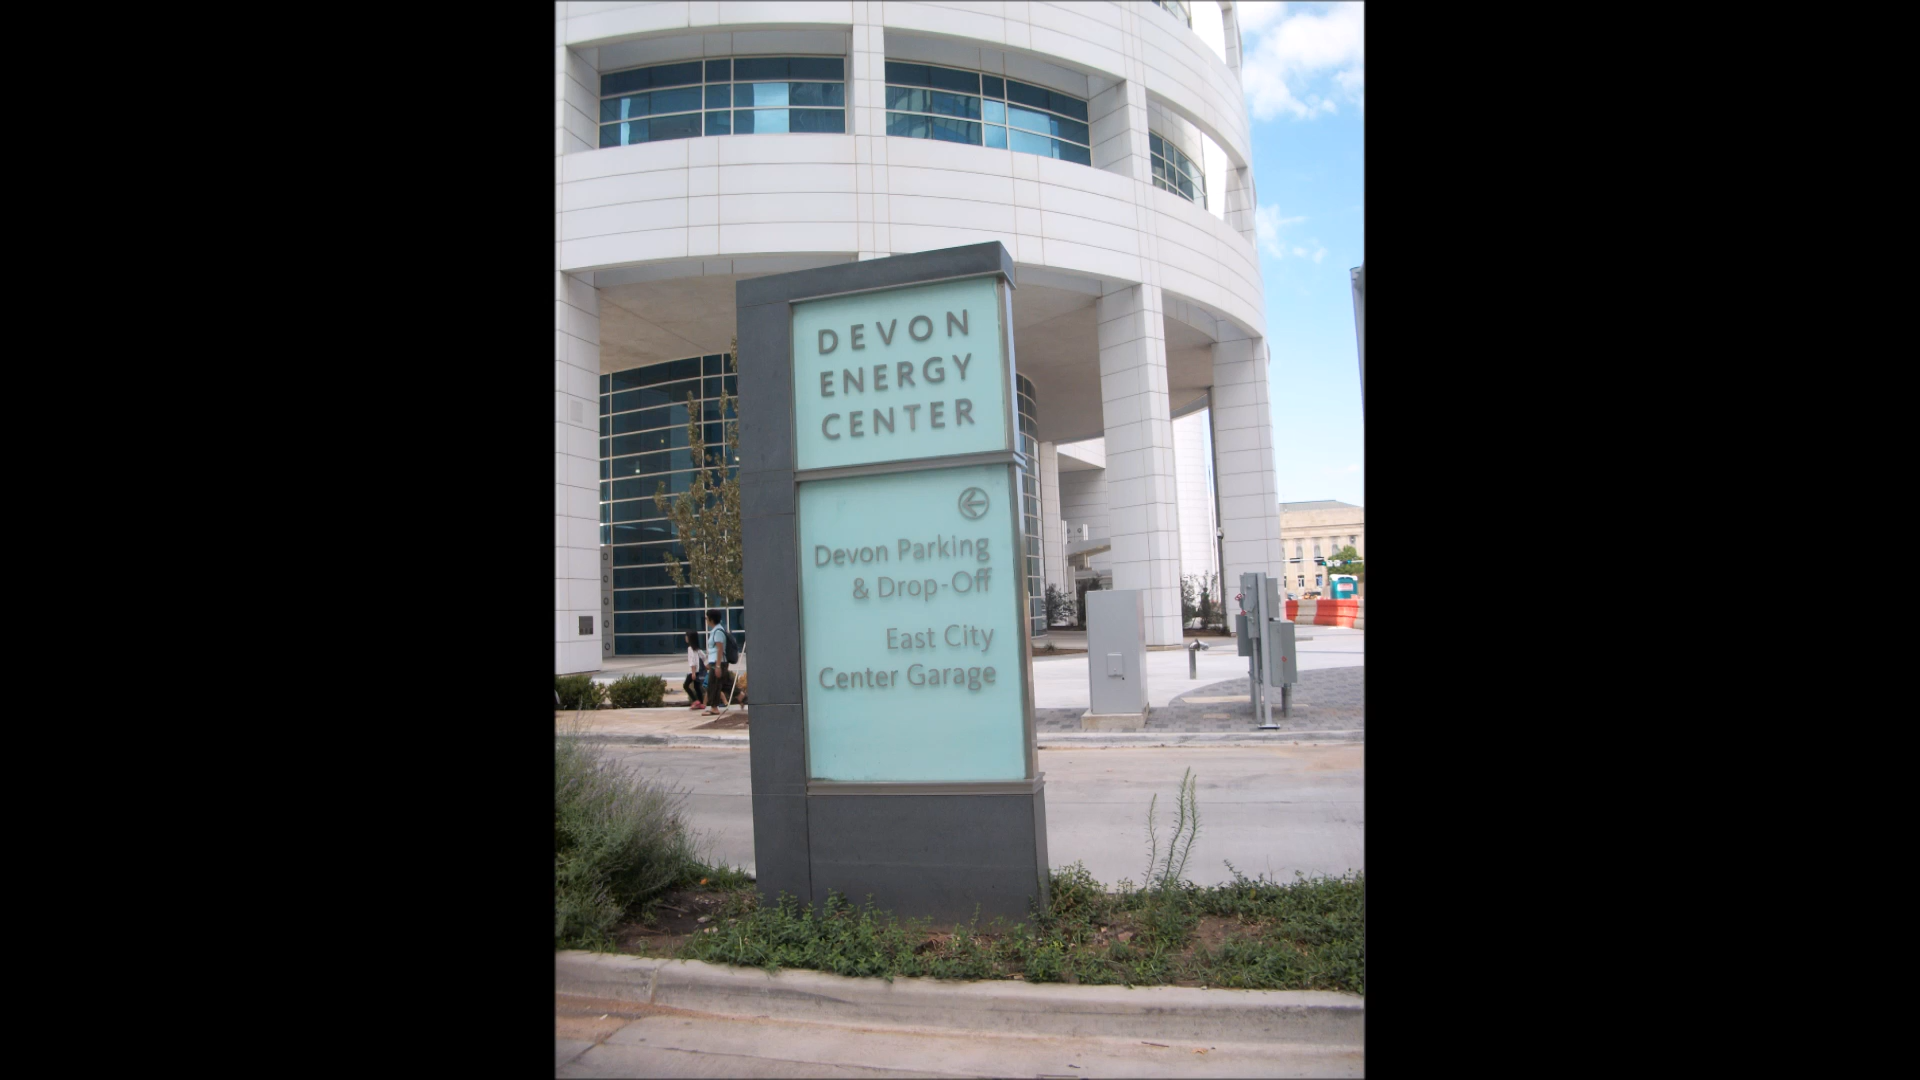 DEVON
ENERGY
CENTER
Devon Parking
& Drop-Off
East City
Center Garage